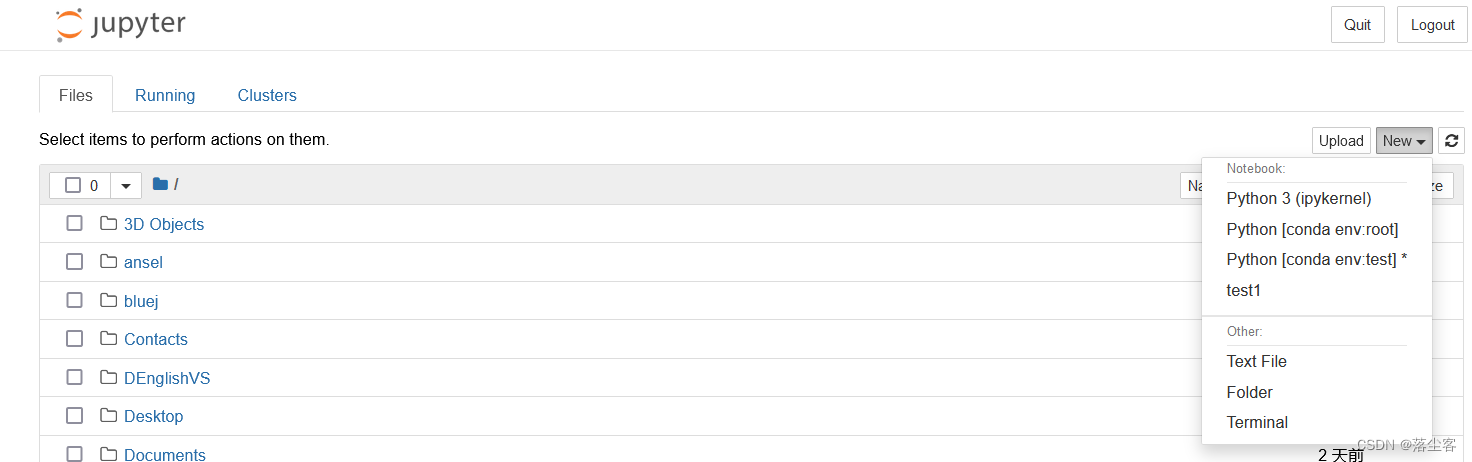 jupyter
Quit
Logout
Files
Running
Clusters
Select items to perform actions on them.
Upload
New
0
/
Notebook:
Python 3 (ipykernel)
Python [conda env:root]
Python [conda env:test] *
test1
Other:
Text File
Folder
Terminal
3D Objects
ansel
bluej
Contacts
DEnglishVS
Desktop
Documents
2 天前
CSDN @落尘客